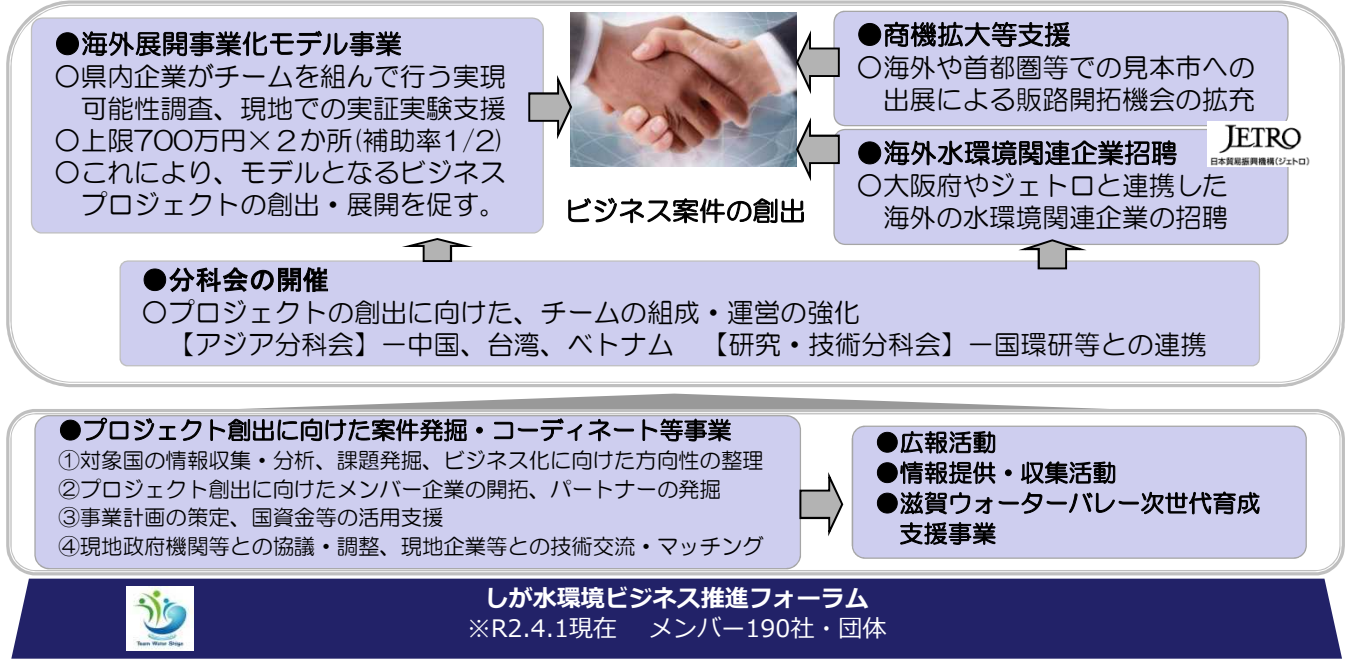 ●海外展開事業化モデル事業
〇県内企業がチームを組んで行う実現
可能性調査、現地での実証実験支援
〇上限700万円×2か所(補助率1/2)
〇これにより、モデルとなるビジネス
プロジェクトの創出・展開を促す。
ビジネス案件の創出
●商機拡大等支援
〇海外や首都圏等での見本市への
出展による販路開拓機会の拡充
JETRO
日本貿易振興機構(ジェトロ)
●海外水環境関連企業招聘
〇大阪府やジェトロと連携した
海外の水環境関連企業の招聘
●分科会の開催
〇プロジェクトの創出に向けた、チームの組成・運営の強化
【アジア分科会】－中国、台湾、ベトナム　【研究・技術分科会】－国環研等との連携
●プロジェクト創出に向けた案件発掘・コーディネート等事業
①対象国の情報収集・分析、課題発掘、ビジネス化に向けた方向性の整理
②プロジェクト創出に向けたメンバー企業の開拓、パートナーの発掘
③事業計画の策定、国資金等の活用支援
④現地政府機関等との協議・調整、現地企業等との技術交流・マッチング
●広報活動
●情報提供・収集活動
●滋賀ウォーターバレー次世代育成
支援事業
Team Water Shiga
しが水環境ビジネス推進フォーラム
※R2.4.1現在　メンバー190社・団体